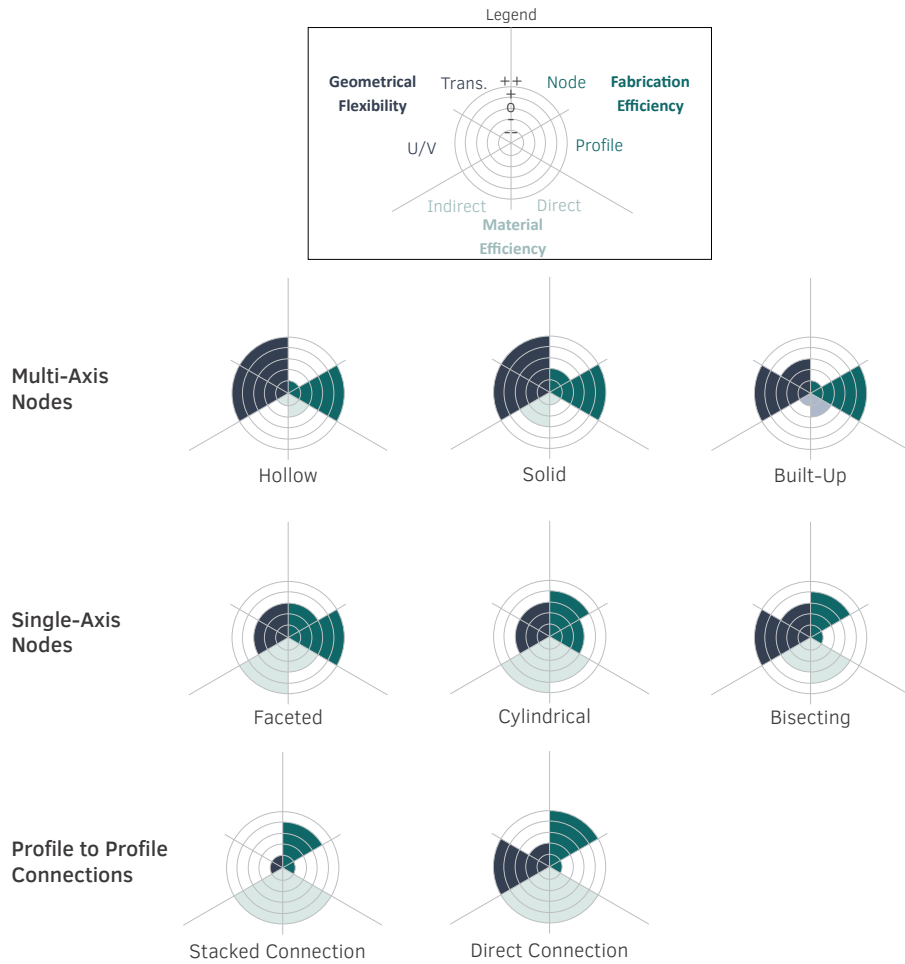 Legend
Geometrical
Flexibility
Trans.
++
+
o
-
--
Node
Fabrication
Efficiency
U/V
Profile
Indirect
Direct
Material
Efficiency
Multi-Axis
Nodes
Hollow
Solid
Built-Up
Single-Axis
Nodes
Faceted
Cylindrical
Bisecting
Profile to Profile
Connections
Stacked Connection
Direct Connection